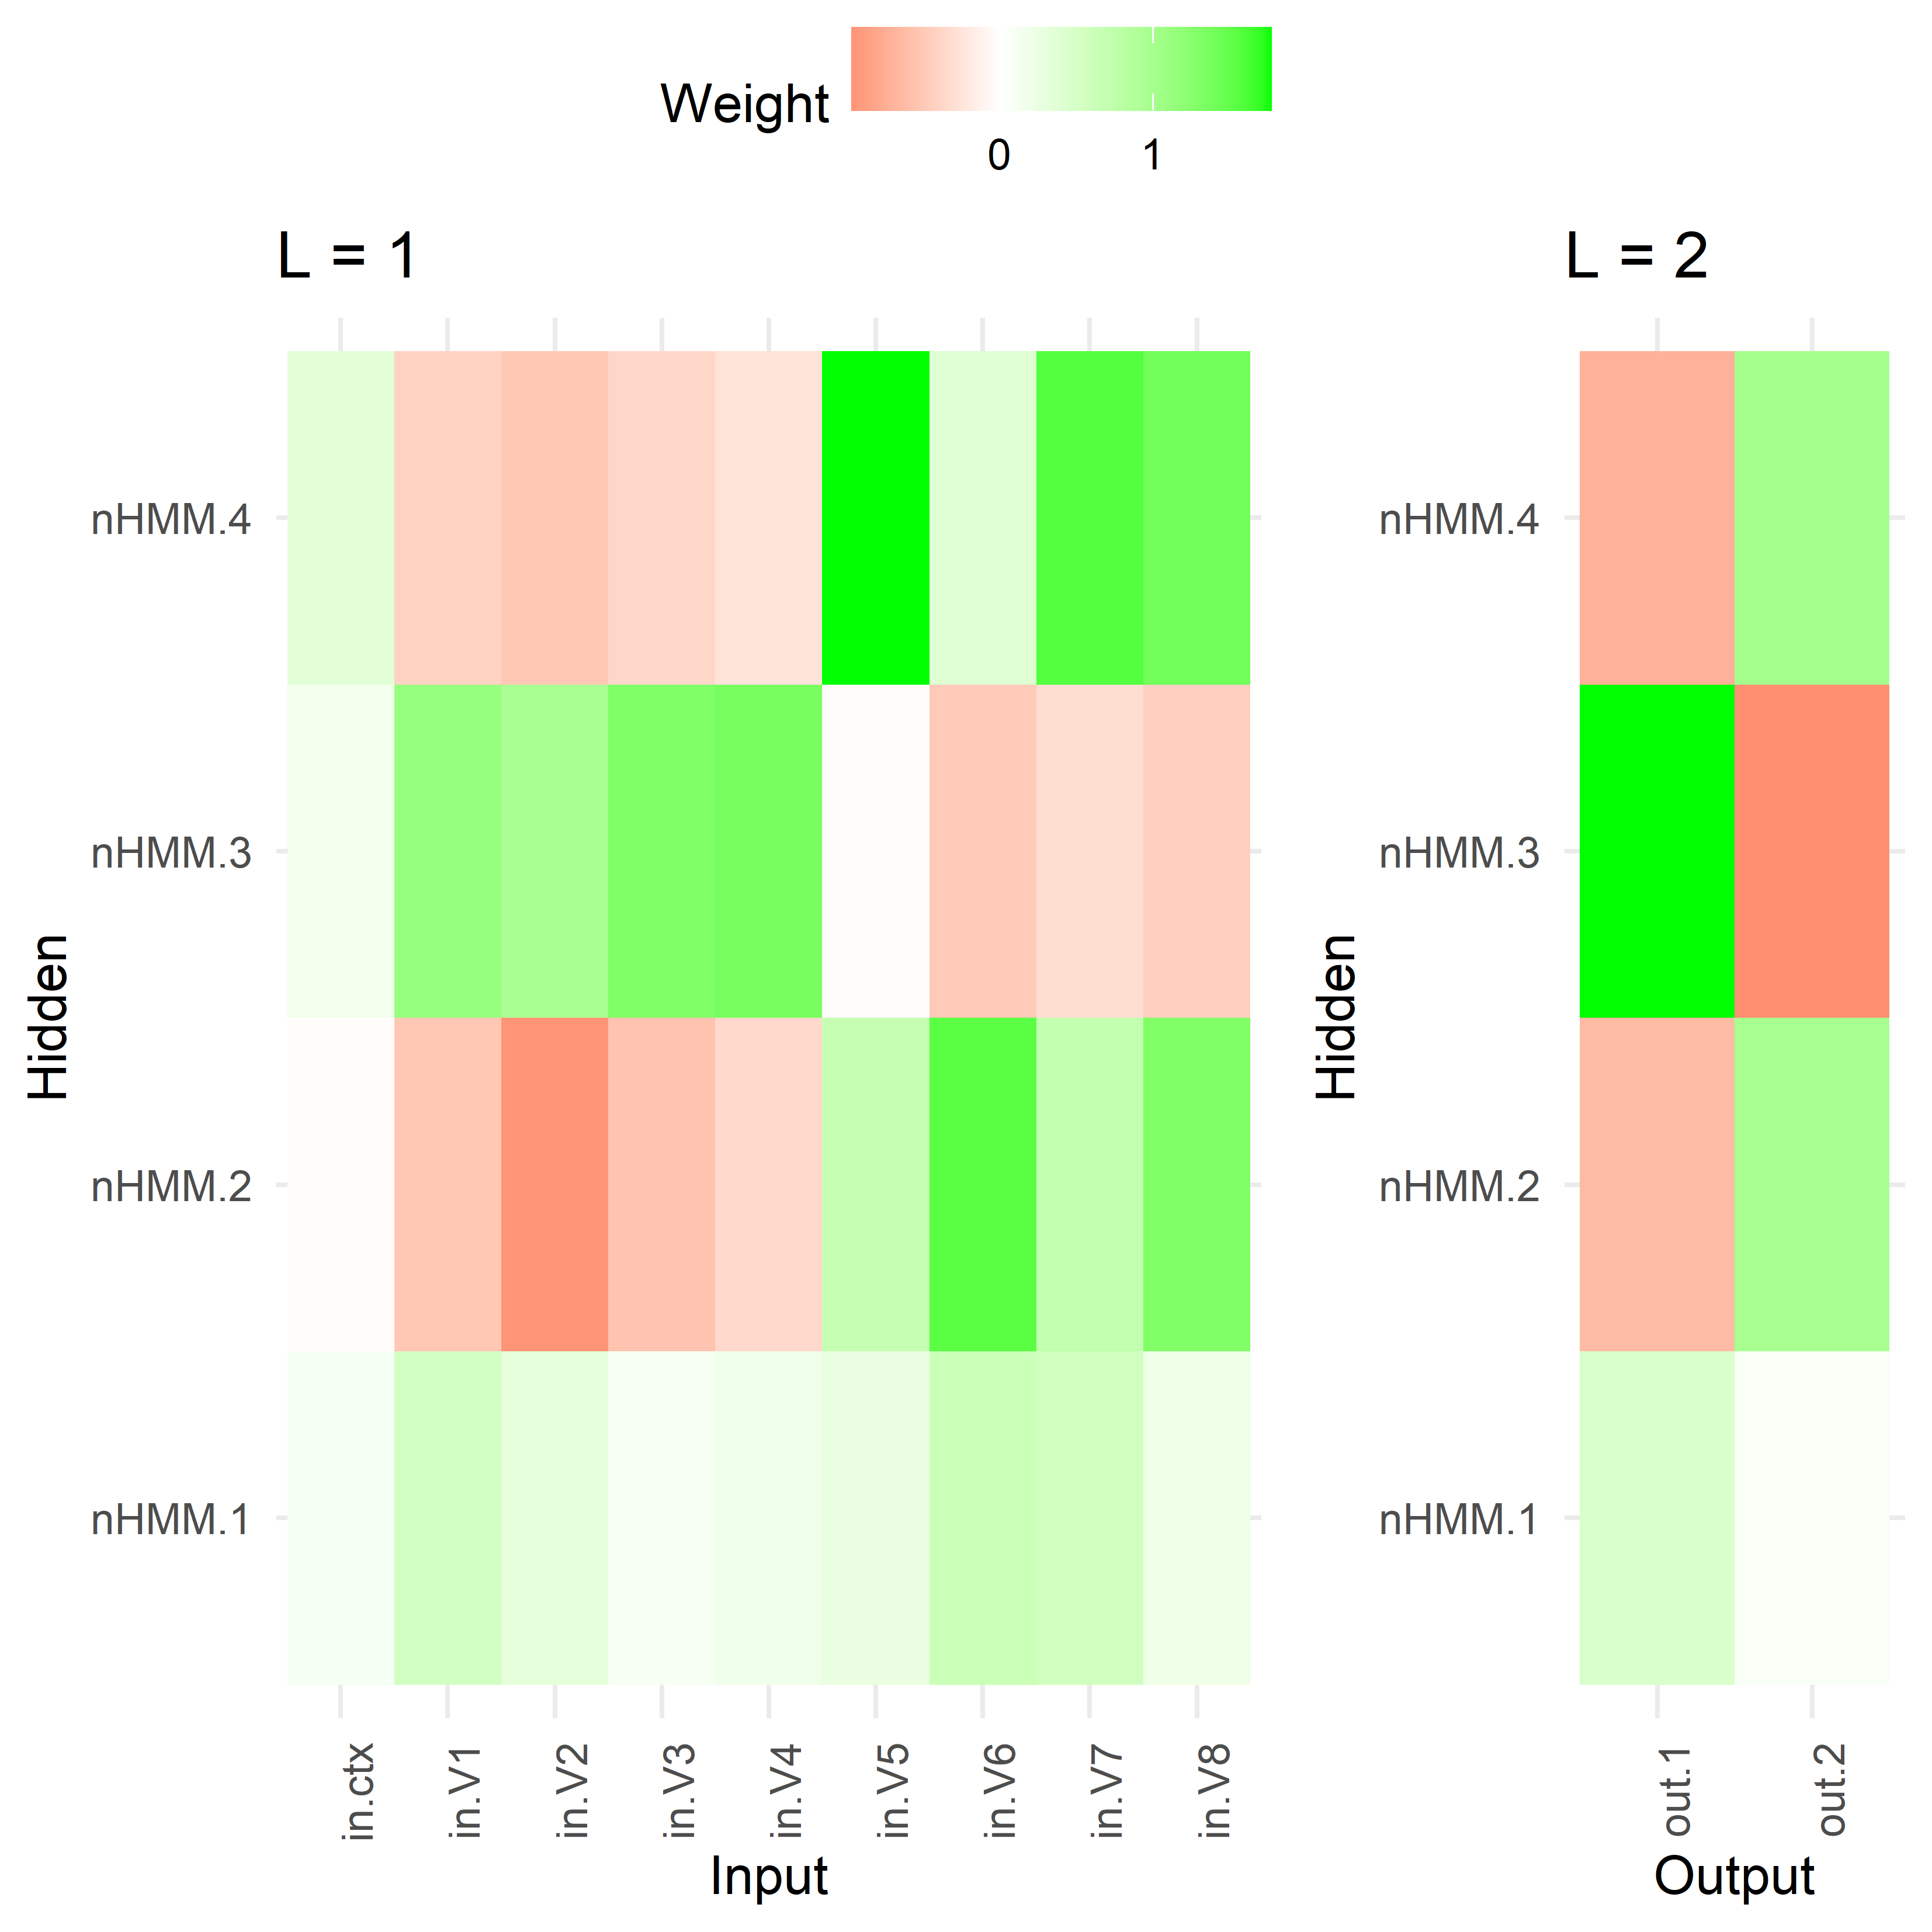 Weight
0 1
L = 1
L = 2
nHMM.4
nHMM.3
nHMM.2
nHMM.1
Hidden
in.ctx
in.V1
in.V2
in.V3
in.V4
in.V5
in.V6
in.V7
in.V8
Input
nHMM.4
nHMM.3
nHMM.2
nHMM.1
Hidden
out.1
out.2
Output